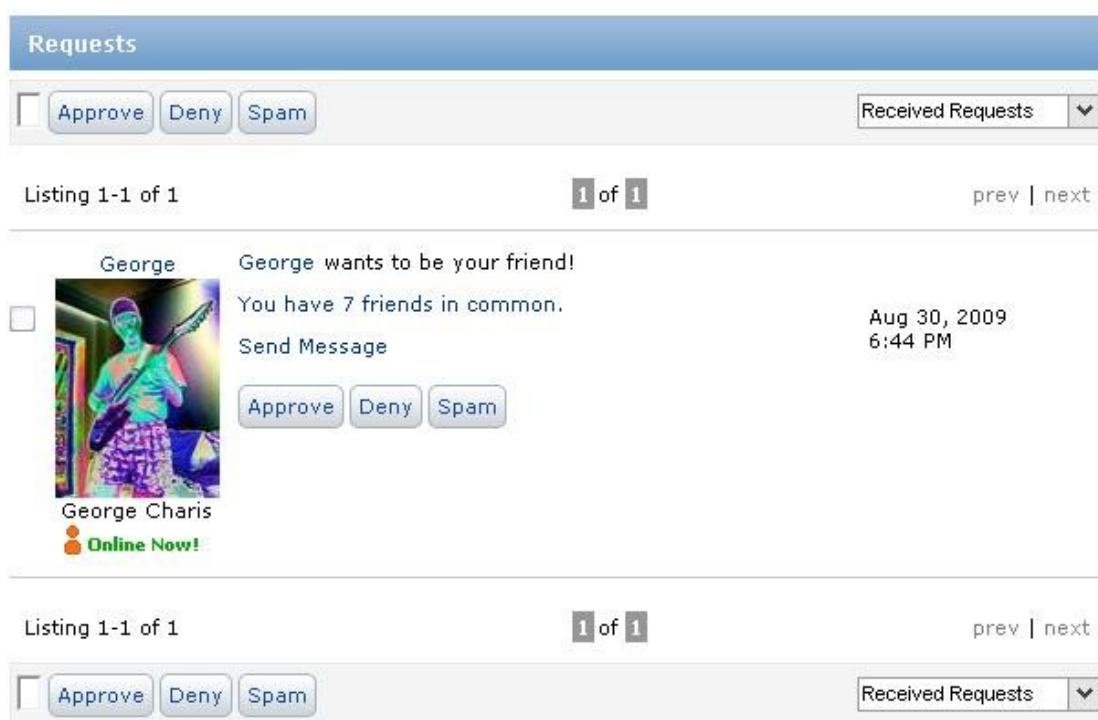 Requests
Approve Deny Spam Received Requests
Listing 1-1 of 1 1 of 1 prev | next
George
George wants to be your friend!
You have 7 friends in common.
Send Message
Aug 30, 2009
6:44 PM
Approve Deny Spam
George Charis
Online Now!
Listing 1-1 of 1 1 of 1 prev | next
Approve Deny Spam Received Requests